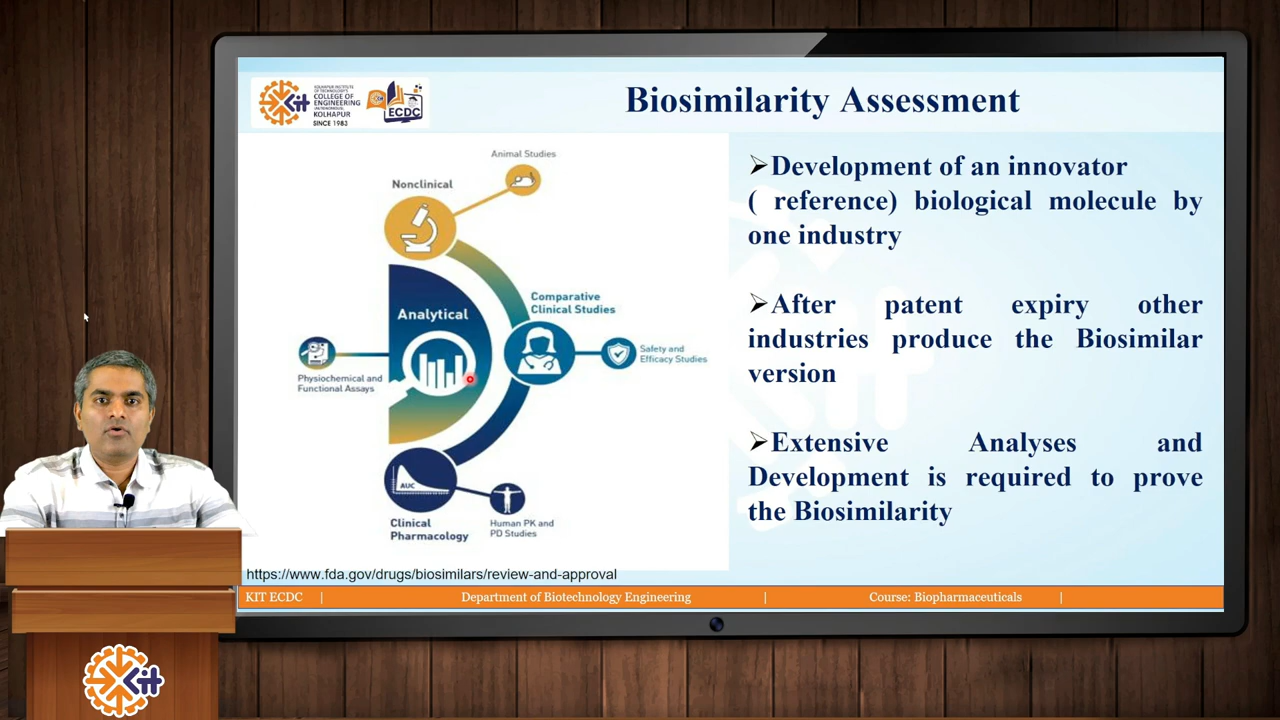 KOLHAPUR INSTITUTE
OF TECHNOLOGY'S
COLLEGE OF
ENGINEERING
(AUTONOMOUS),
KOLHAPUR
SINCE 1983
Kit
ECDC
Biosimilarity Assessment
Animal Studies
Nonclinical
Analytical
Comparative
Clinical Studies
Safety and
Efficacy Studies
Physiochemical and
Functional Assays
AUC
Clinical
Pharmacology
Human PK and
PD Studies
➢Development of an innovator
( reference) biological molecule by
one industry
➢After patent expiry other
industries produce the Biosimilar
version
➢Extensive Analyses and
Development is required to prove
the Biosimilarity
https://www.fda.gov/drugs/biosimilars/review-and-approval
KIT ECDC | Department of Biotechnology Engineering | Course: Biopharmaceuticals |
Kit